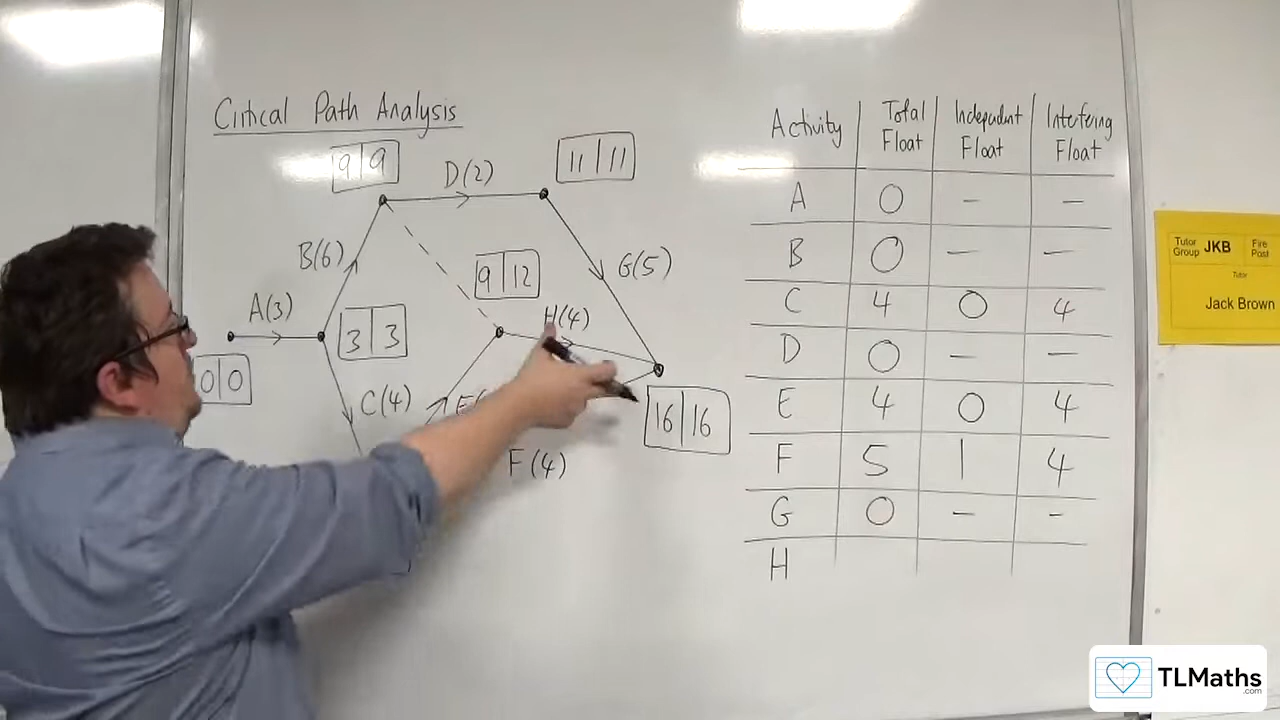 Critical Path Analysis
9 | 9
D(2)
11 | 11
B(6)
9 | 12
G(5)
A(3)
H(4)
3 | 3
0 | 0
C(4)
16 | 16
F(4)
Activity | Total Float | Independent Float | Interfering Float
A | 0 | - | -
B | 0 | - | -
C | 4 | 0 | 4
D | 0 | - | -
E | 4 | 0 | 4
F | 5 | 1 | 4
G | 0 | - | -
H
Tutor Group JKB Fire Post
Tutor
Jack Brown
TLMaths
.com